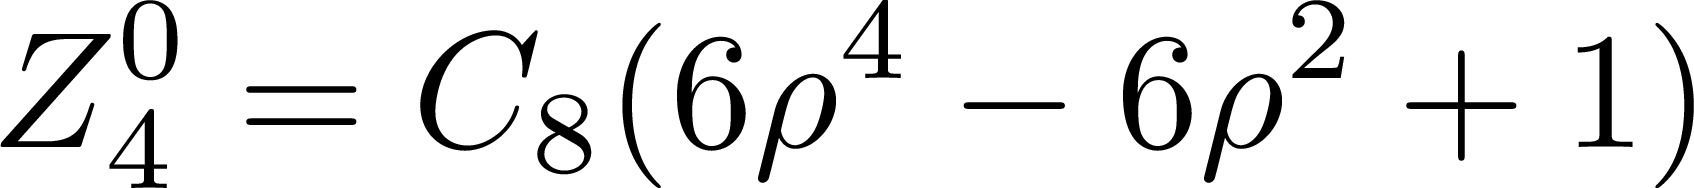 Z_4^0 = C_8(6ρ^4 − 6ρ^2 + 1)